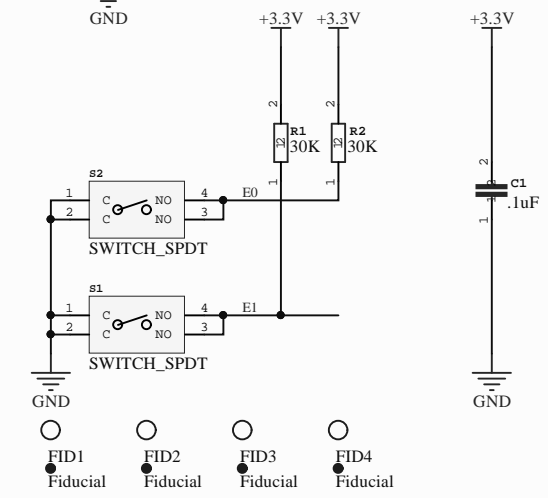 GND
+3.3V +3.3V +3.3V
2 2
R1 R2
12 30K 12 30K
1 1
2
C1
.1uF
1
S2
1 C NO 4 E0
2 C NO 3
SWITCH_SPDT
S1
1 C NO 4 E1
2 C NO 3
SWITCH_SPDT
GND GND
FID1 FID2 FID3 FID4
Fiducial Fiducial Fiducial Fiducial